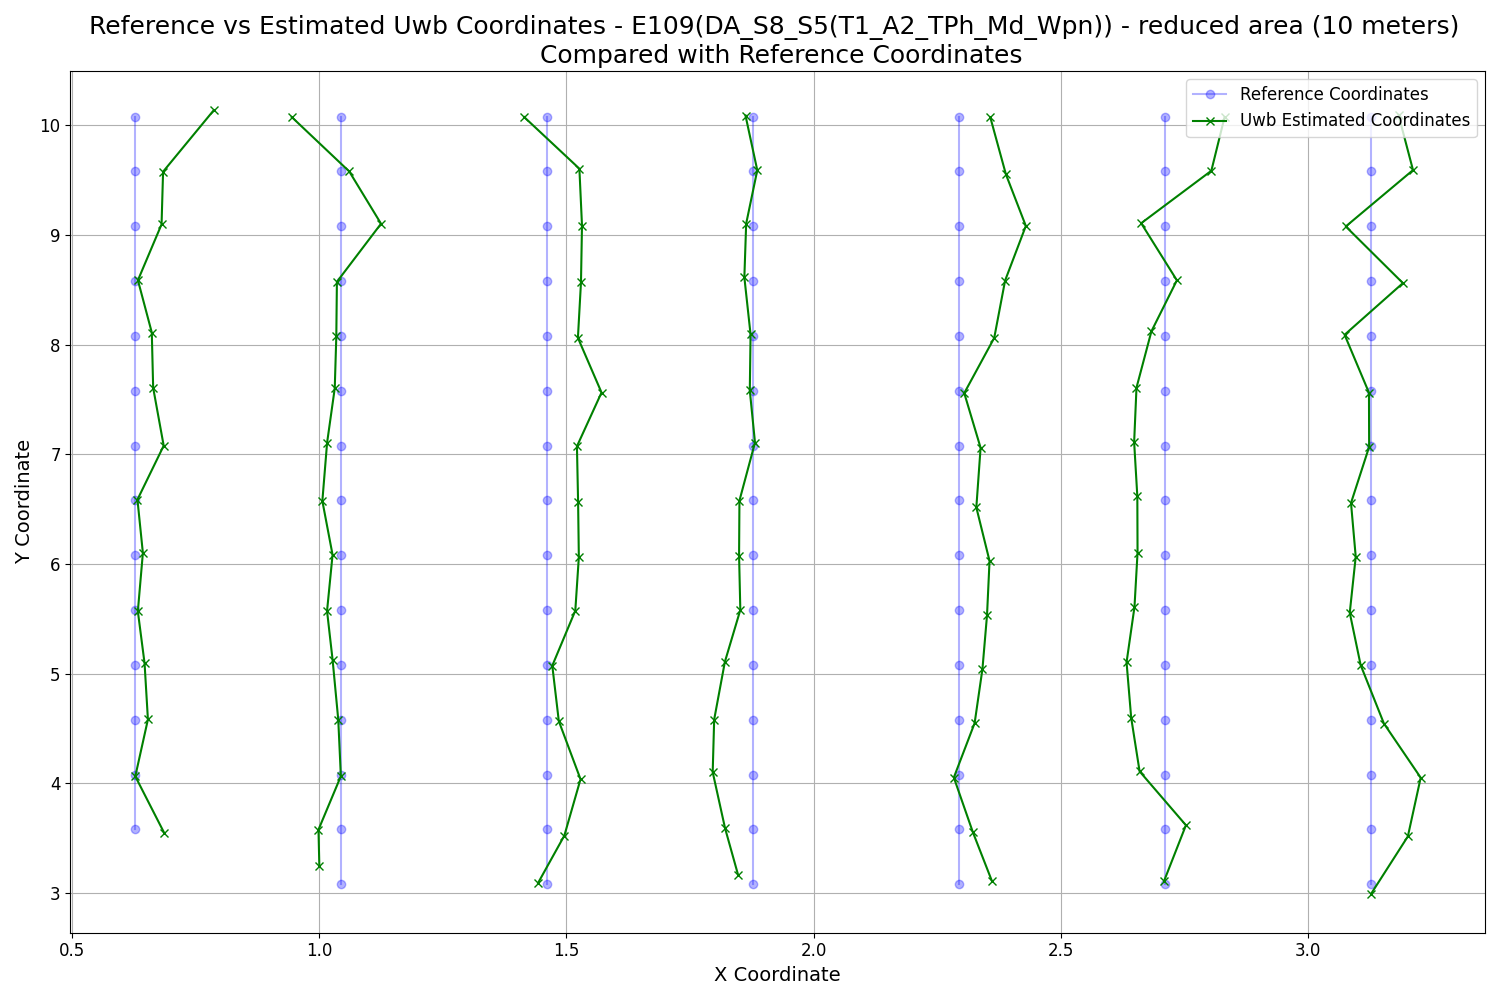 Reference vs Estimated Uwb Coordinates - E109(DA_S8_S5(T1_A2_TPh_Md_Wpn)) - reduced area (10 meters)
Compared with Reference Coordinates
Reference Coordinates
Uwb Estimated Coordinates
Y Coordinate
10
9
8
7
6
5
4
3
0.5
1.0
1.5
2.0
2.5
3.0
X Coordinate